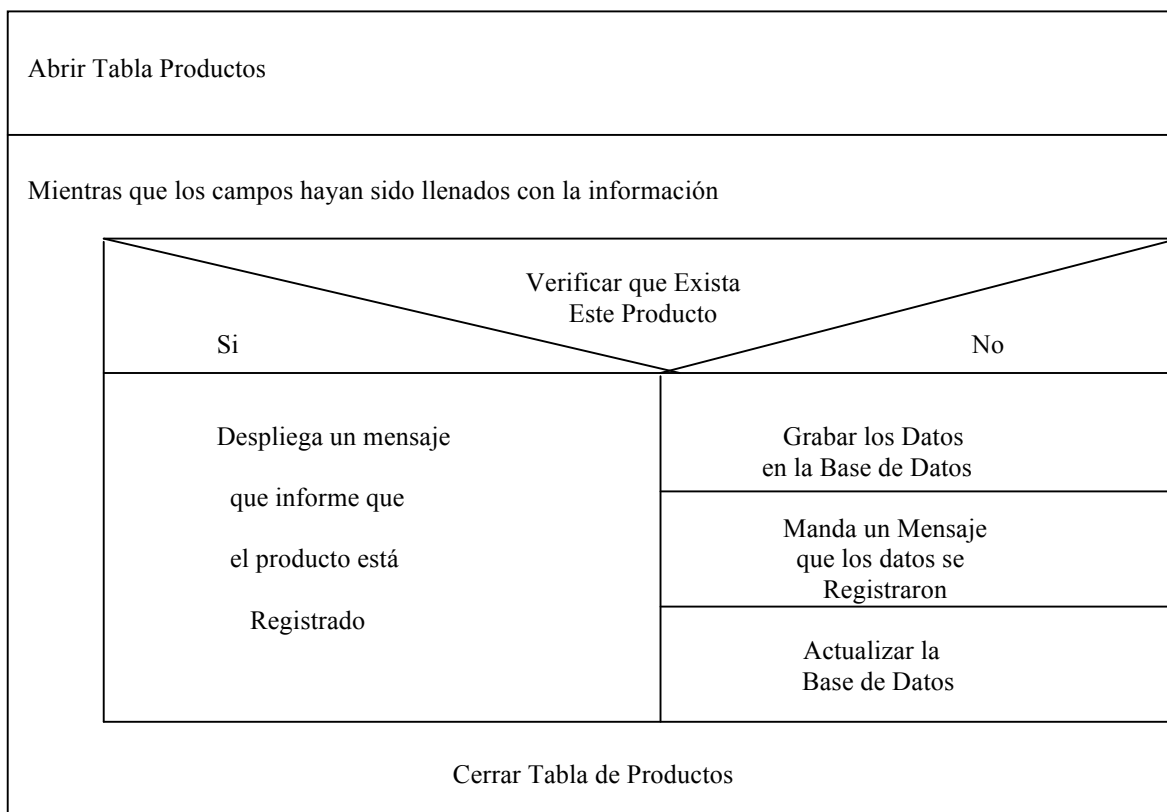 Abrir Tabla Productos
Mientras que los campos hayan sido llenados con la información
Verificar que Exista
Este Producto
Si
No
Despliega un mensaje
que informe que
el producto está
Registrado
Grabar los Datos
en la Base de Datos
Manda un Mensaje
que los datos se
Registraron
Actualizar la
Base de Datos
Cerrar Tabla de Productos